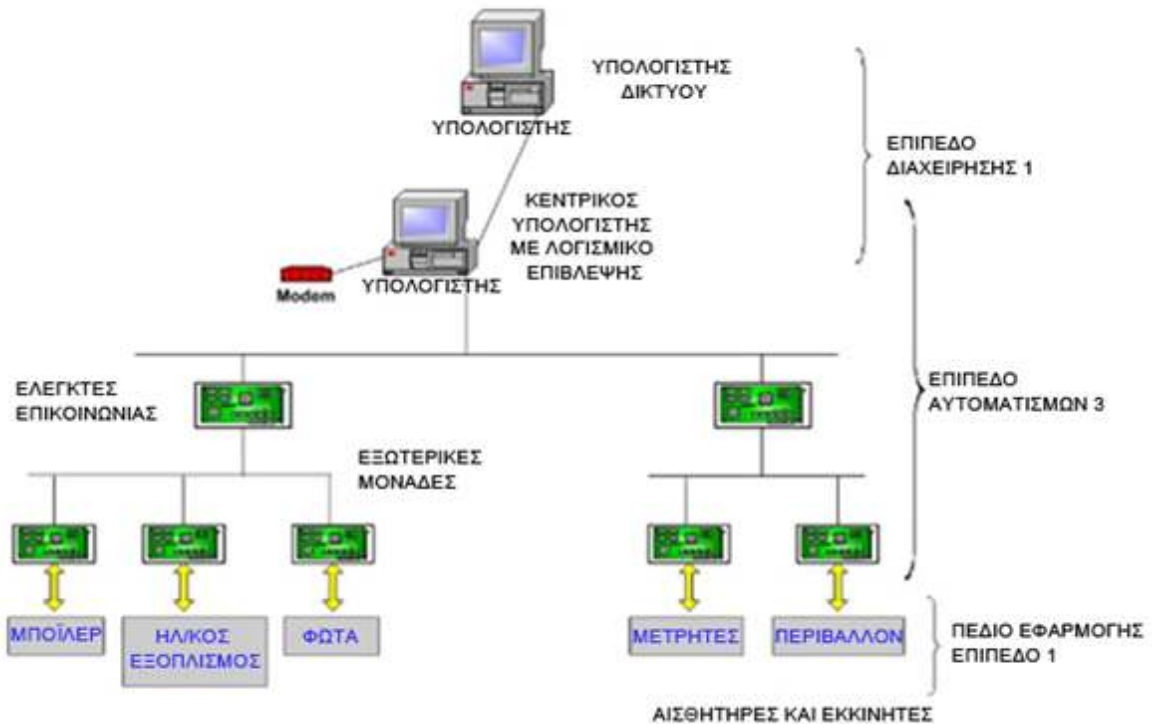 ΥΠΟΛΟΓΙΣΤΗΣ
ΔΙΚΤΥΟΥ
ΥΠΟΛΟΓΙΣΤΗΣ
ΕΠΙΠΕΔΟ
ΔΙΑΧΕΙΡΗΣΗΣ 1
ΚΕΝΤΡΙΚΟΣ
ΥΠΟΛΟΓΙΣΤΗΣ
ΜΕ ΛΟΓΙΣΜΙΚΟ
ΕΠΙΒΛΕΨΗΣ
ΥΠΟΛΟΓΙΣΤΗΣ
Modem
ΕΛΕΓΚΤΕΣ
ΕΠΙΚΟΙΝΩΝΙΑΣ
ΕΠΙΠΕΔΟ
ΑΥΤΟΜΑΤΙΣΜΩΝ 3
ΕΞΩΤΕΡΙΚΕΣ
ΜΟΝΑΔΕΣ
ΜΠΟΪΛΕΡ
ΗΛ/ΚΟΣ
ΕΞΟΠΛΙΣΜΟΣ
ΦΩΤΑ
ΜΕΤΡΗΤΕΣ
ΠΕΡΙΒΑΛΛΟΝ
ΠΕΔΙΟ ΕΦΑΡΜΟΓΗΣ
ΕΠΙΠΕΔΟ 1
ΑΙΣΘΗΤΗΡΕΣ ΚΑΙ ΕΚΚΙΝΗΤΕΣ